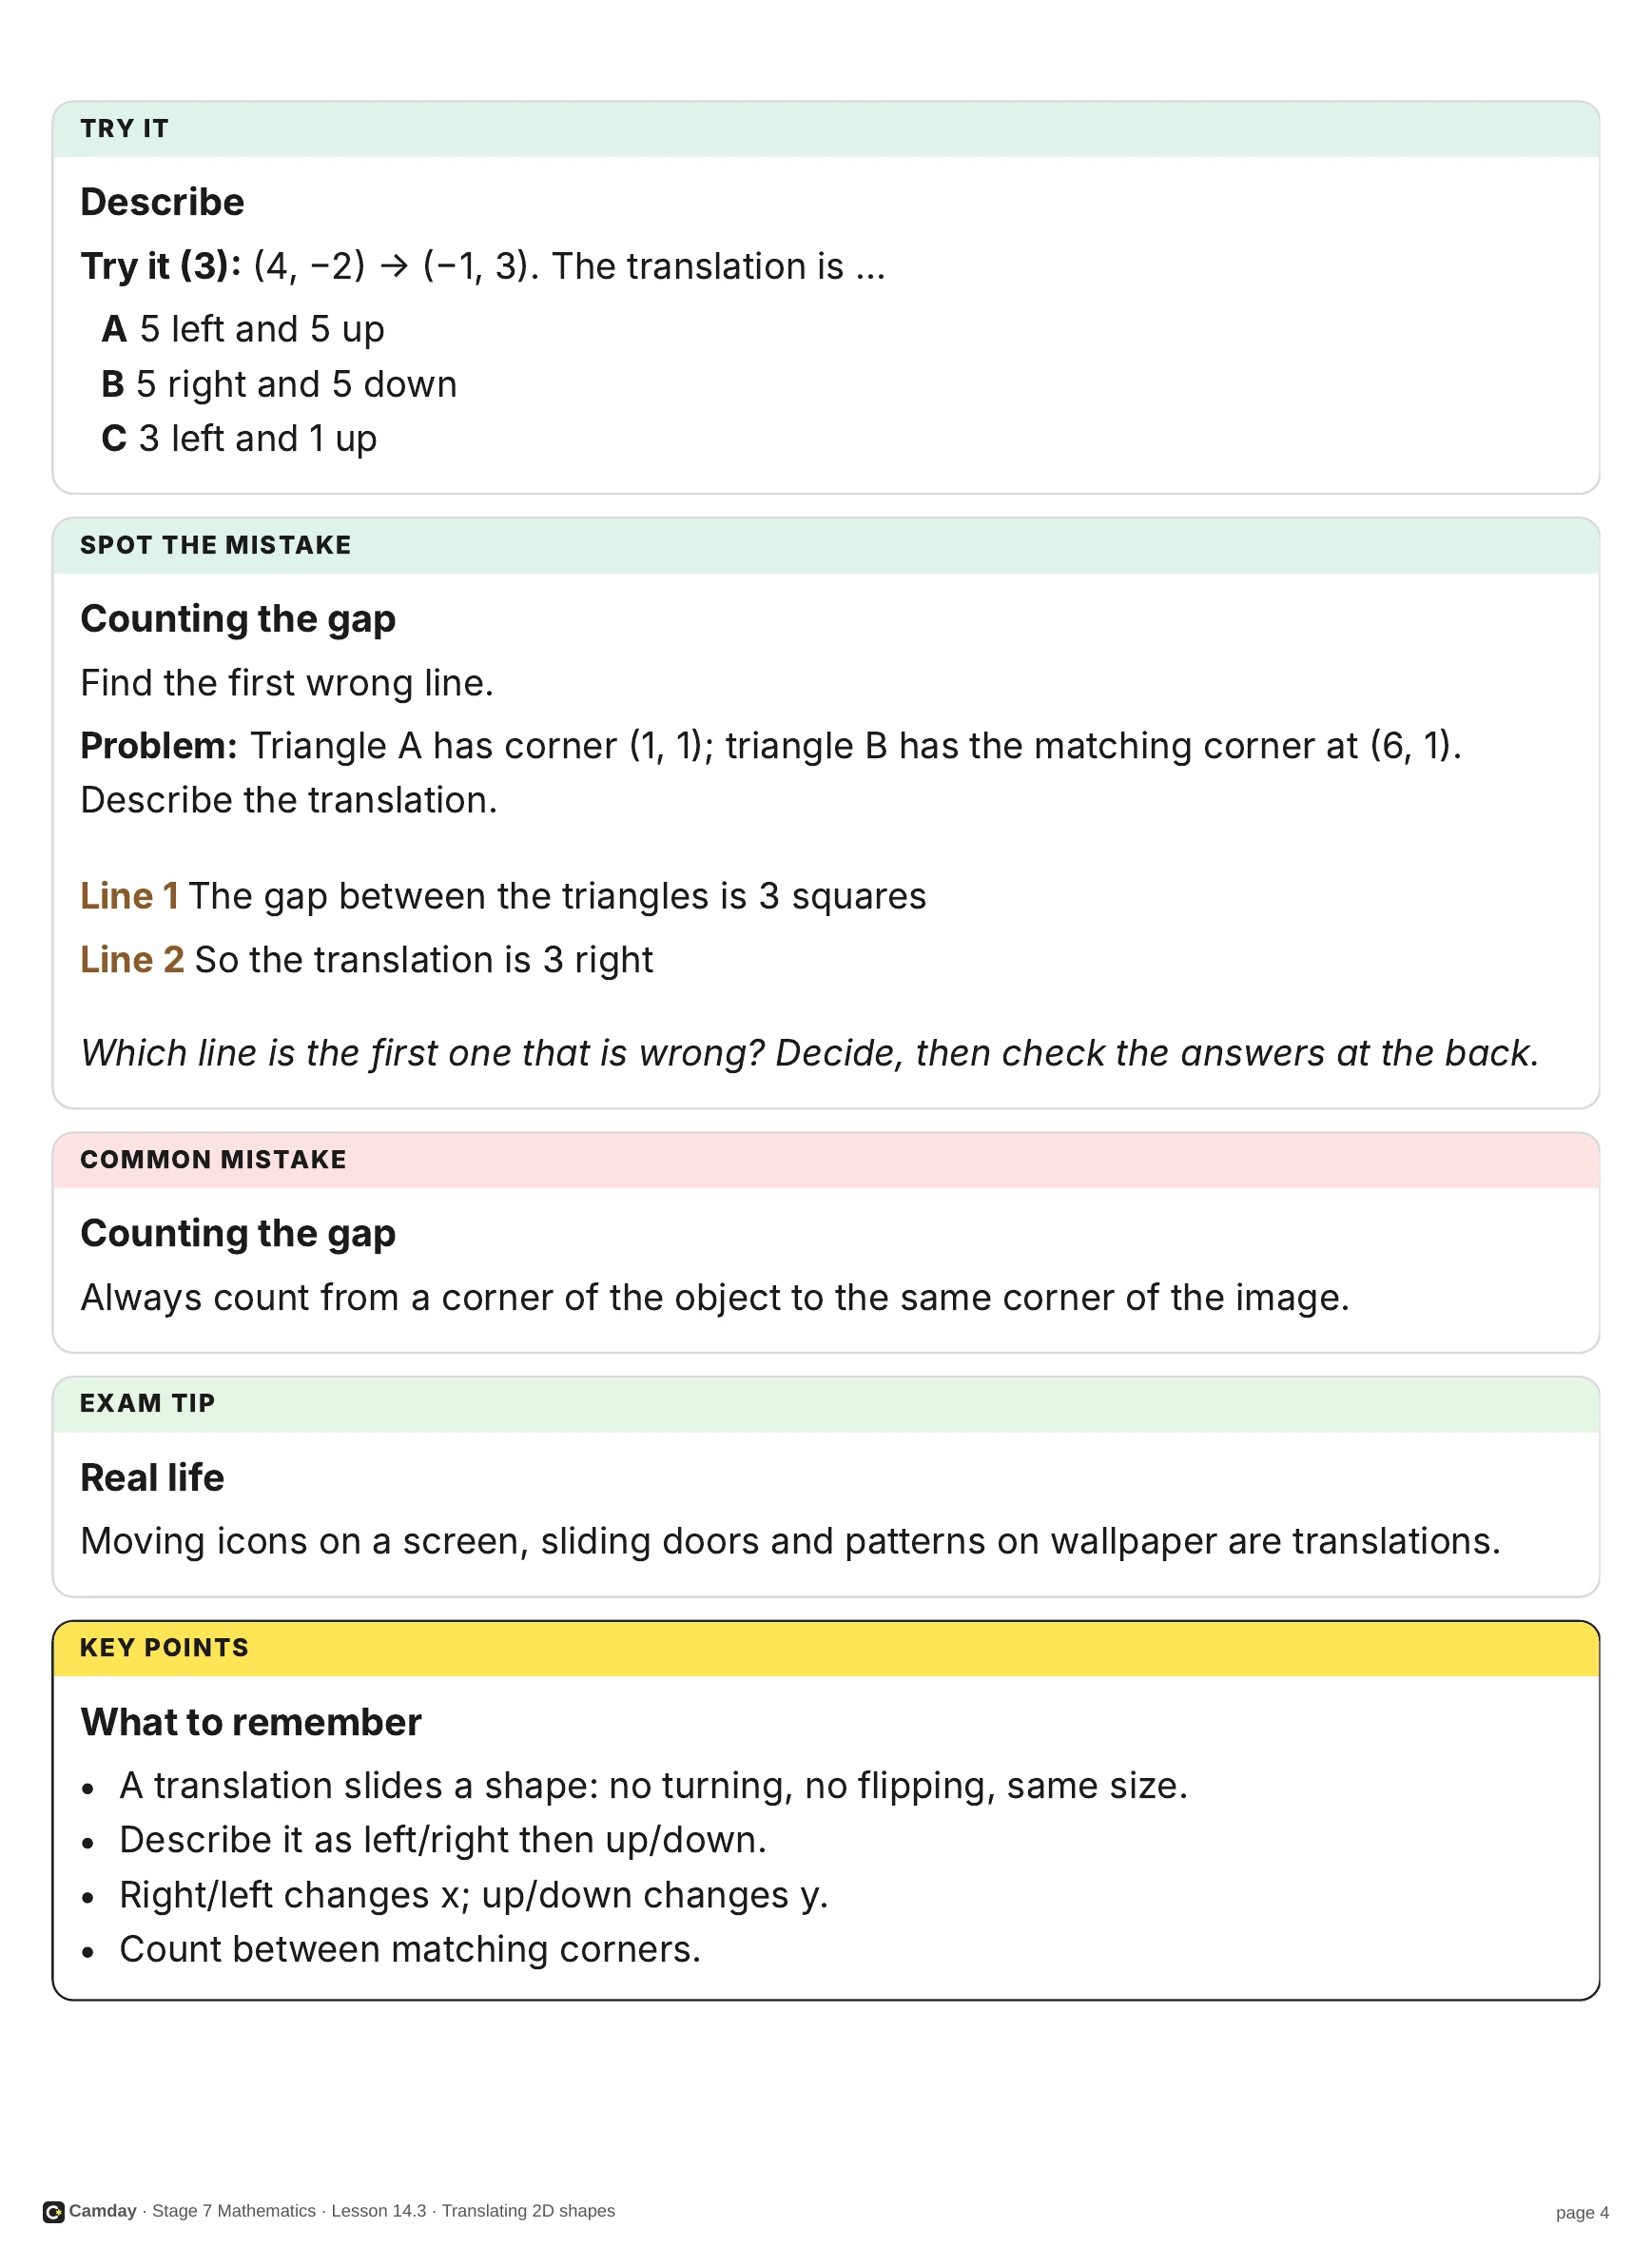 TRY IT
Describe
Try it (3): (4, −2) → (−1, 3). The translation is ...
A 5 left and 5 up
B 5 right and 5 down
C 3 left and 1 up
SPOT THE MISTAKE
Counting the gap
Find the first wrong line.
Problem: Triangle A has corner (1, 1); triangle B has the matching corner at (6, 1).
Describe the translation.
Line 1 The gap between the triangles is 3 squares
Line 2 So the translation is 3 right
Which line is the first one that is wrong? Decide, then check the answers at the back.
COMMON MISTAKE
Counting the gap
Always count from a corner of the object to the same corner of the image.
EXAM TIP
Real life
Moving icons on a screen, sliding doors and patterns on wallpaper are translations.
KEY POINTS
What to remember
• A translation slides a shape: no turning, no flipping, same size.
• Describe it as left/right then up/down.
• Right/left changes x; up/down changes y.
• Count between matching corners.
Camday · Stage 7 Mathematics · Lesson 14.3 · Translating 2D shapes
page 4